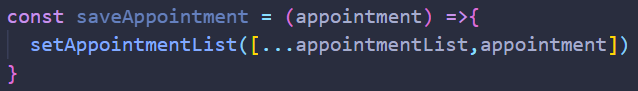 const saveAppointment = (appointment) =>{
  setAppointmentList([...appointmentList,appointment])
}